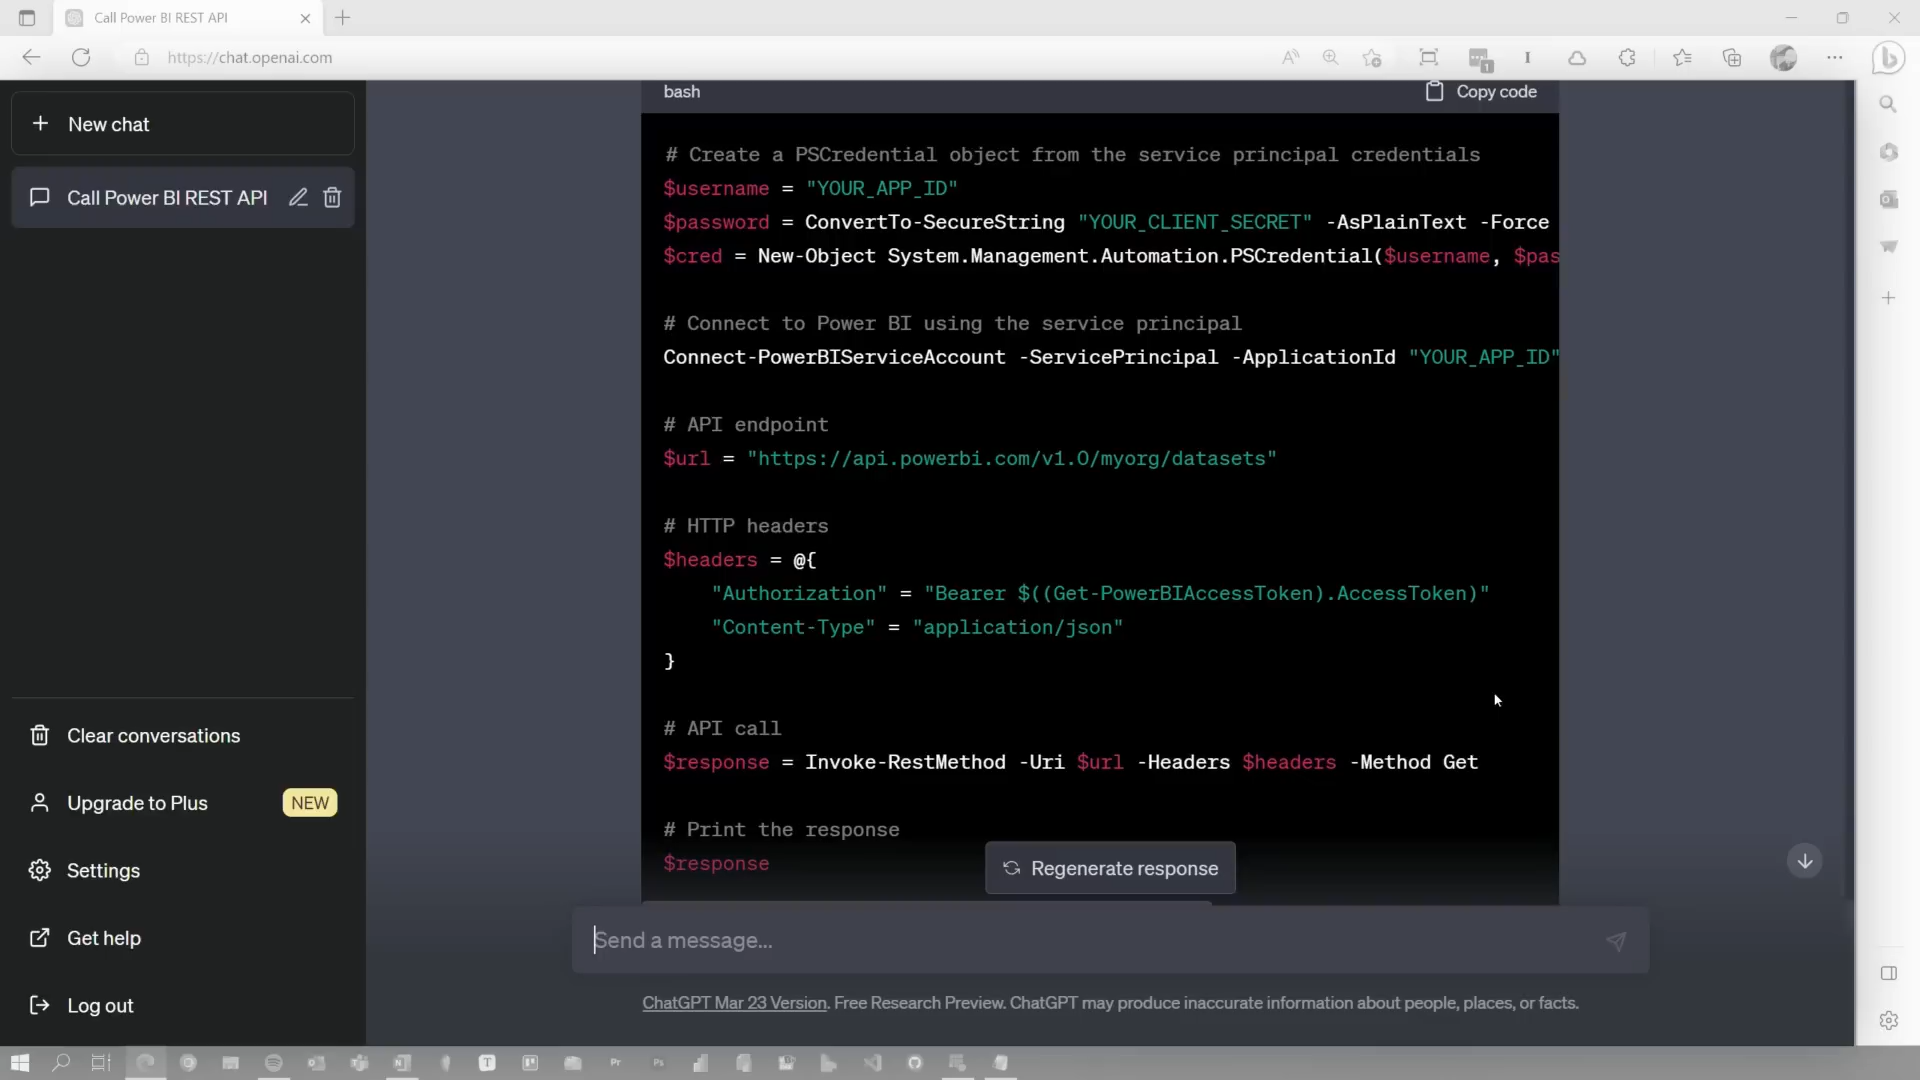 Call Power BI REST API
https://chat.openai.com
New chat
Call Power BI REST API
bash
Copy code
# Create a PSCredential object from the service principal credentials
$username = "YOUR_APP_ID"
$password = ConvertTo-SecureString "YOUR_CLIENT_SECRET" -AsPlainText -Force
$cred = New-Object System.Management.Automation.PSCredential($username, $pas
# Connect to Power BI using the service principal
Connect-PowerBIServiceAccount -ServicePrincipal -ApplicationId "YOUR_APP_ID"
# API endpoint
$url = "https://api.powerbi.com/v1.0/myorg/datasets"
# HTTP headers
$headers = @{
"Authorization" = "Bearer $((Get-PowerBIAccessToken).AccessToken)"
"Content-Type" = "application/json"
}
# API call
$response = Invoke-RestMethod -Uri $url -Headers $headers -Method Get
# Print the response
$response
Regenerate response
Send a message...
ChatGPT Mar 23 Version. Free Research Preview. ChatGPT may produce inaccurate information about people, places, or facts.
Clear conversations
Upgrade to Plus
NEW
Settings
Get help
Log out